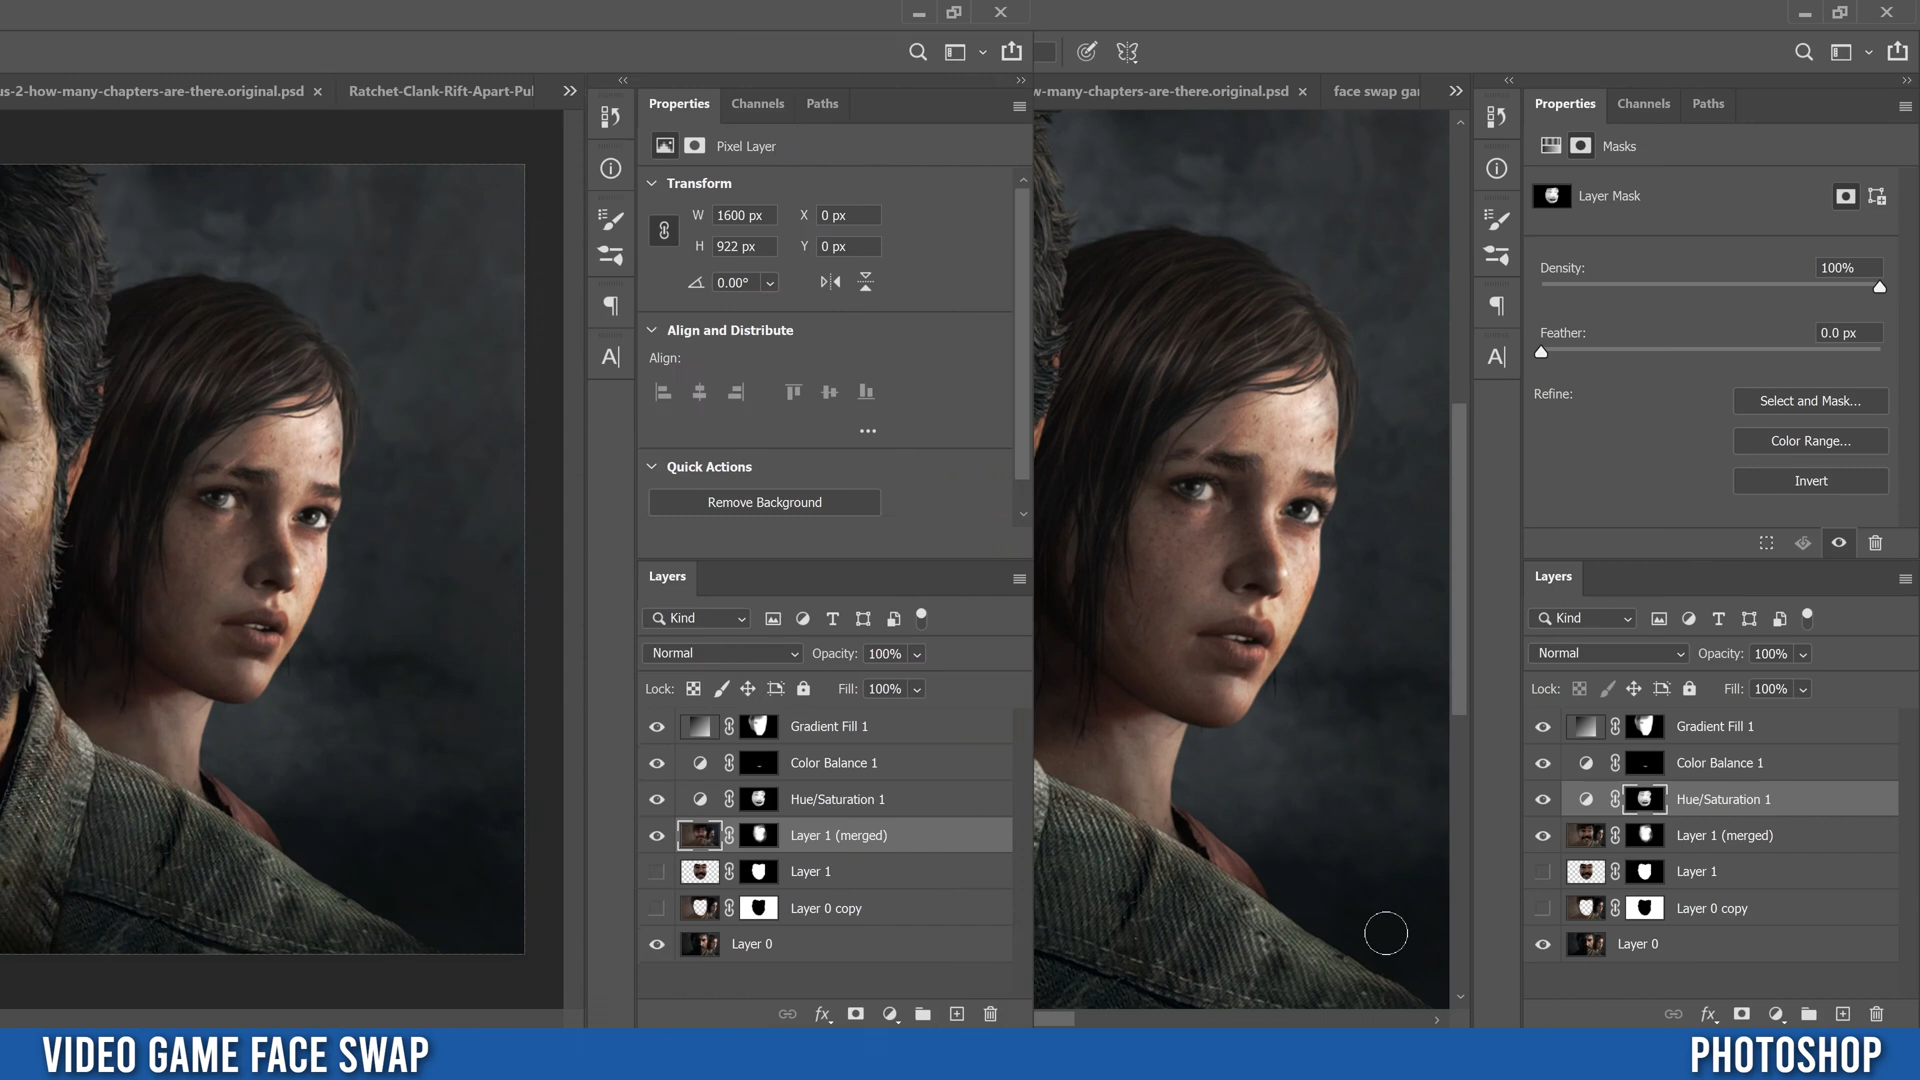 us-2-how-many-chapters-are-there.original.psd
Ratchet-Clank-Rift-Apart-Pul
Properties
Channels
Paths
Pixel Layer
Transform
W 1600 px X 0 px
H 922 px Y 0 px
0.00°
Align and Distribute
Align:
Quick Actions
Remove Background
Layers
Kind
Normal Opacity: 100%
Lock: Fill: 100%
Gradient Fill 1
Color Balance 1
Hue/Saturation 1
Layer 1 (merged)
Layer 1
Layer 0 copy
Layer 0
w-many-chapters-are-there.original.psd
face swap gar
Properties
Channels
Paths
Masks
Layer Mask
Density: 100%
Feather: 0.0 px
Refine:
Select and Mask...
Color Range...
Invert
Layers
Kind
Normal Opacity: 100%
Lock: Fill: 100%
Gradient Fill 1
Color Balance 1
Hue/Saturation 1
Layer 1 (merged)
Layer 1
Layer 0 copy
Layer 0
VIDEO GAME FACE SWAP
PHOTOSHOP